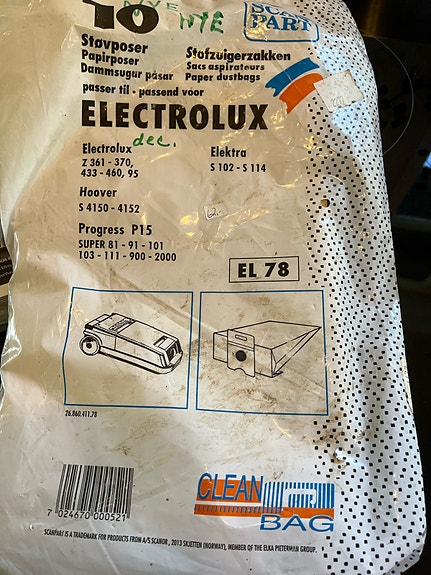 10
NYE NYE
SCAN PART
Støvposer
Papirposer
Dammsugar påsar
Stofzuigerzakken
Sacs aspirateurs
Paper dustbags
passer til - passend voor
ELECTROLUX
dec.
Electrolux
Z 361 - 370,
433 - 460, 95
Elektra
S 102 - S 114
Hoover
S 4150 - 4152
Progress P15
SUPER 81 - 91 - 101
103 - 111 - 900 - 2000
EL 78
26.860.411.78
7 024670 000521
CLEAN
BAG
SCANPART IS A TRADEMARK FOR PRODUCTS FROM A/S SCANOR, 2013 SKJETTEN (NORWAY), MEMBER OF THE ELKA PIETERMAN GROUP.